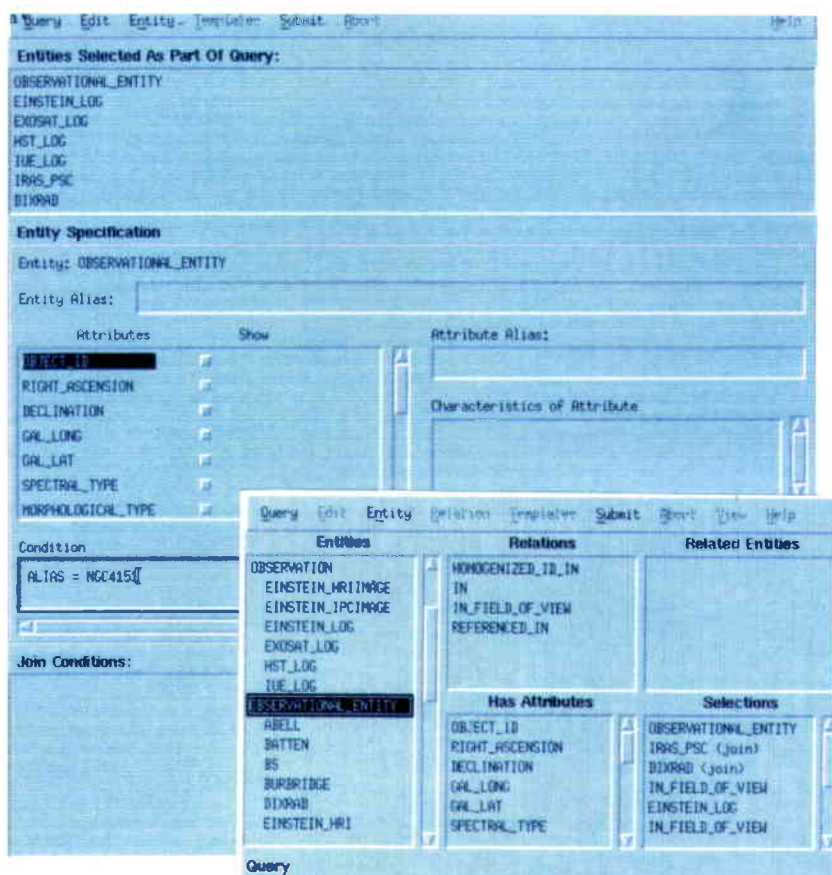 Query Edit Entity Templates Submit Abort Help
Entities Selected As Part Of Query:
OBSERVATIONAL_ENTITY
EINSTEIN_LOG
EXOSAT_LOG
HST_LOG
IUE_LOG
IRAS_PSC
DIXRAD
Entity Specification
Entity: OBSERVATIONAL_ENTITY
Entity Alias:
Attributes Show
OBJECT_ID
RIGHT_ASCENSION
DECLINATION
GAL_LONG
GAL_LAT
SPECTRAL_TYPE
MORPHOLOGICAL_TYPE
Attribute Alias:
Characteristics of Attribute
Condition
ALIAS = NGC4151
Join Conditions:
Query Edit Entity Relation Templates Submit Abort View Help
Entities
OBSERVATION
EINSTEIN_HRIIMAGE
EINSTEIN_IPCIMAGE
EINSTEIN_LOG
EXOSAT_LOG
HST_LOG
IUE_LOG
OBSERVATIONAL_ENTITY
ABELL
BATTEN
BS
BURBRIDGE
DIXRAD
EINSTEIN_HRI
Relations
HOMOGENIZED_ID_IN
IN
IN_FIELD_OF_VIEW
REFERENCED_IN
Related Entities
Has Attributes
OBJECT_ID
RIGHT_ASCENSION
DECLINATION
GAL_LONG
GAL_LAT
SPECTRAL_TYPE
Selections
OBSERVATIONAL_ENTITY
IRAS_PSC (join)
DIXRAD (join)
IN_FIELD_OF_VIEW
EINSTEIN_LOG
IN_FIELD_OF_VIEW
Query